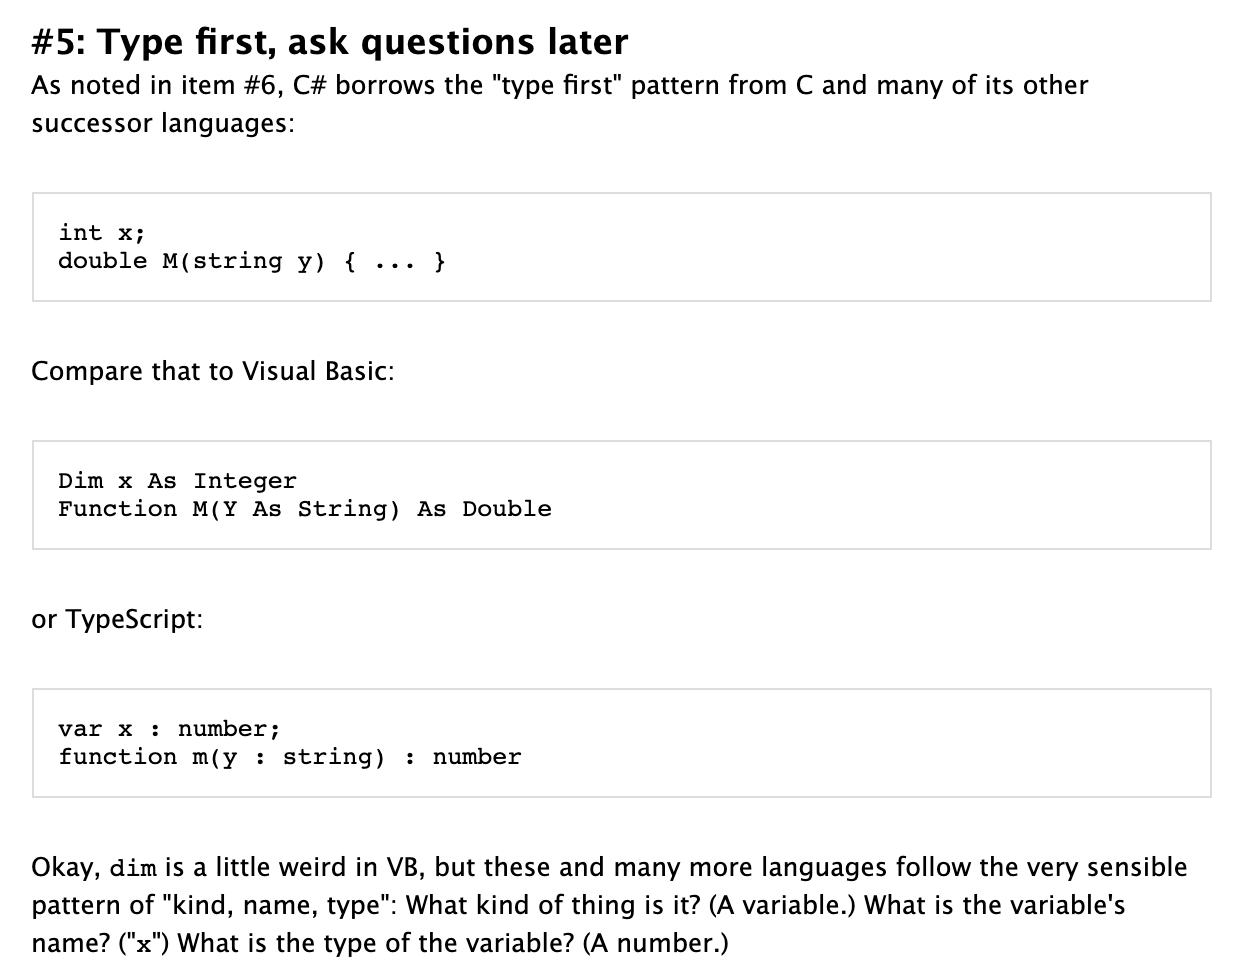 #5: Type first, ask questions later
As noted in item #6, C# borrows the "type first" pattern from C and many of its other
successor languages:
int x;
double M(string y) { ... }
Compare that to Visual Basic:
Dim x As Integer
Function M(Y As String) As Double
or TypeScript:
var x : number;
function m(y : string) : number
Okay, dim is a little weird in VB, but these and many more languages follow the very sensible
pattern of "kind, name, type": What kind of thing is it? (A variable.) What is the variable's
name? ("x") What is the type of the variable? (A number.)